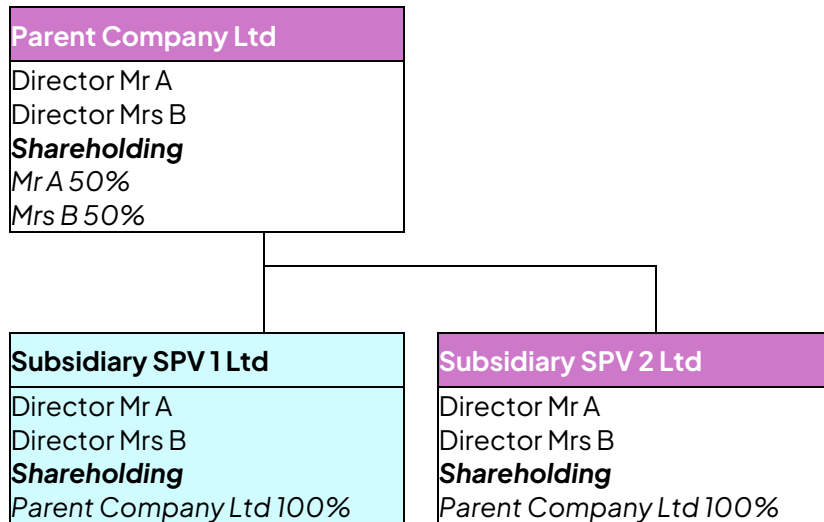 Parent Company Ltd
Director Mr A
Director Mrs B
Shareholding
Mr A 50%
Mrs B 50%
Subsidiary SPV 1 Ltd
Director Mr A
Director Mrs B
Shareholding
Parent Company Ltd 100%
Subsidiary SPV 2 Ltd
Director Mr A
Director Mrs B
Shareholding
Parent Company Ltd 100%